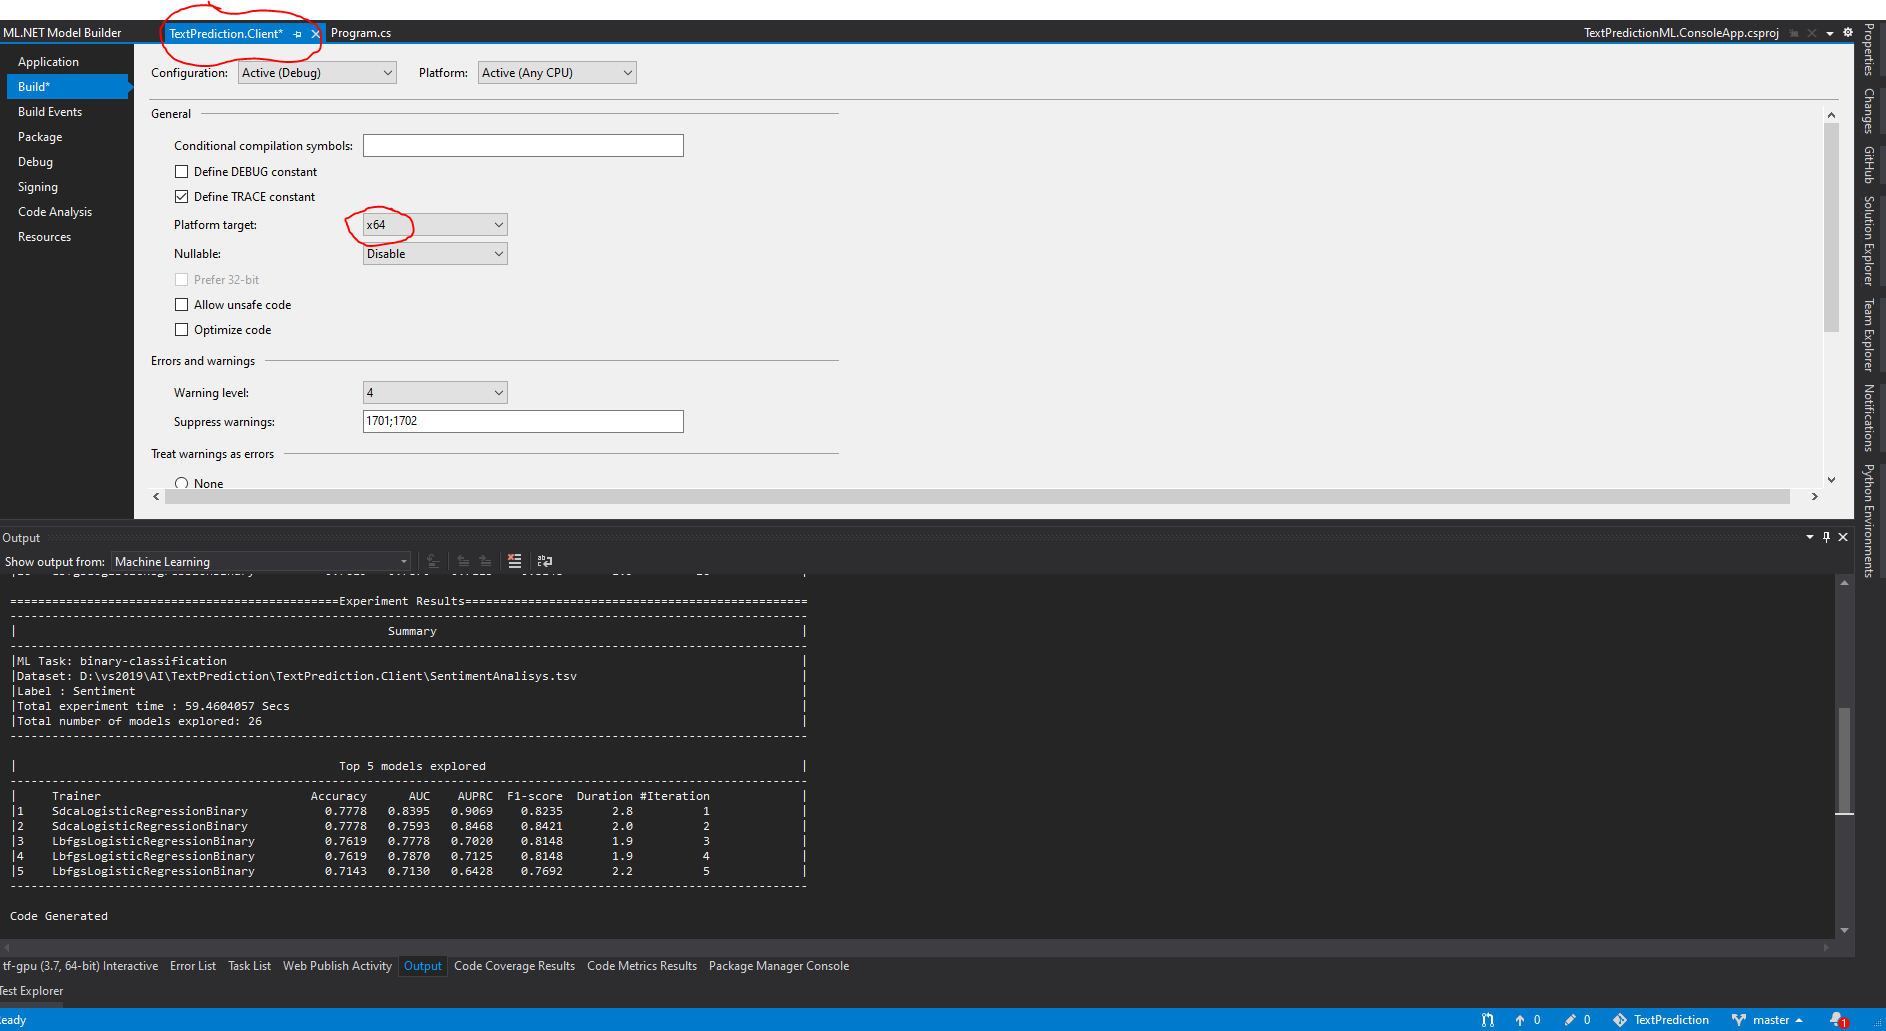 ML.NET Model Builder
TextPrediction.Client*
Program.cs
TextPredictionML.ConsoleApp.csproj
Application
Build*
Build Events
Package
Debug
Signing
Code Analysis
Resources
Configuration: Active (Debug) Platform: Active (Any CPU)
General
Conditional compilation symbols:
Define DEBUG constant
Define TRACE constant
Platform target: x64
Nullable: Disable
Prefer 32-bit
Allow unsafe code
Optimize code
Errors and warnings
Warning level: 4
Suppress warnings: 1701;1702
Treat warnings as errors
None
Properties
Changes
GitHub
Solution Explorer
Team Explorer
Notifications
Python Environments
Output
Show output from: Machine Learning
=================================================Experiment Results=================================================
| Summary |
|ML Task: binary-classification |
|Dataset: D:\vs2019\AI\TextPrediction\TextPrediction.Client\SentimentAnalisys.tsv |
|Label : Sentiment |
|Total experiment time : 59.4604057 Secs |
|Total number of models explored: 26 |
| Top 5 models explored |
| Trainer Accuracy AUC AUPRC F1-score Duration #Iteration |
|1 SdcaLogisticRegressionBinary 0.7778 0.8395 0.9069 0.8235 2.8 1 |
|2 SdcaLogisticRegressionBinary 0.7778 0.7593 0.8468 0.8421 2.0 2 |
|3 LbfgsLogisticRegressionBinary 0.7619 0.7778 0.7020 0.8148 1.9 3 |
|4 LbfgsLogisticRegressionBinary 0.7619 0.7870 0.7125 0.8148 1.9 4 |
|5 LbfgsLogisticRegressionBinary 0.7143 0.7130 0.6428 0.7692 2.2 5 |
Code Generated
tf-gpu (3.7, 64-bit) Interactive Error List Task List Web Publish Activity Output Code Coverage Results Code Metrics Results Package Manager Console
Test Explorer
eady
0 0 TextPrediction master 1